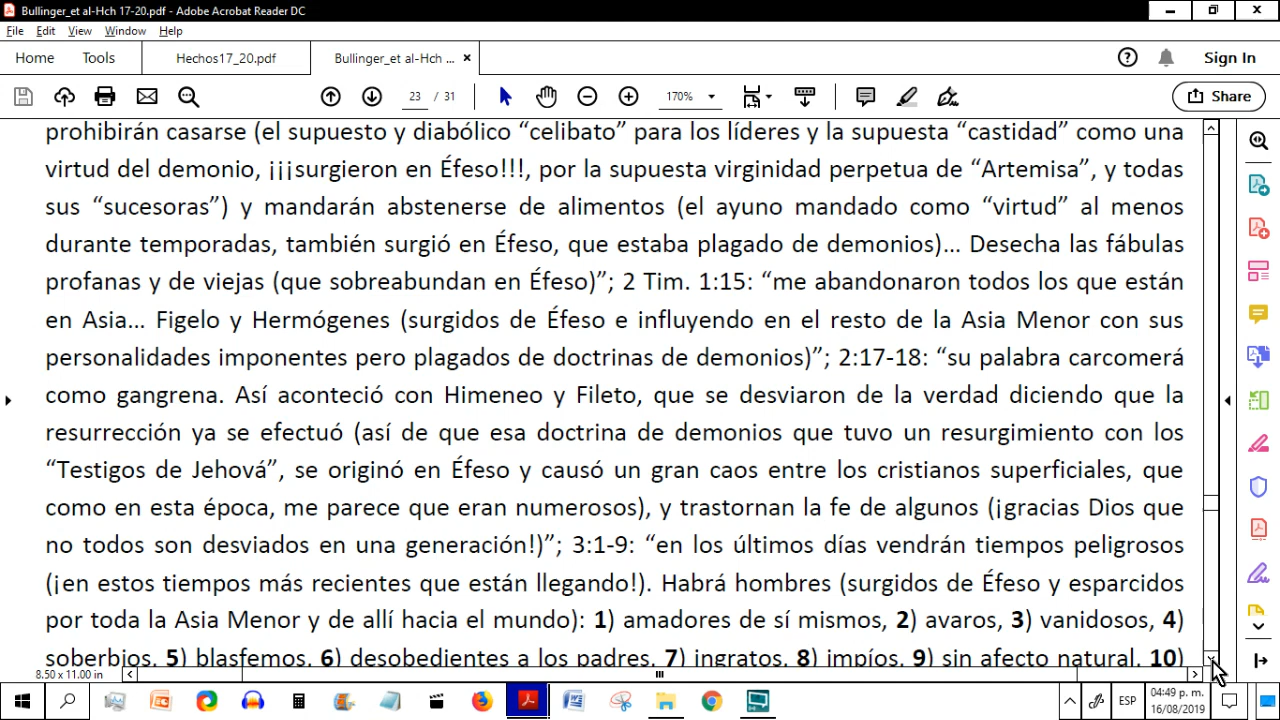 Bullinger_et al-Hch 17-20.pdf - Adobe Acrobat Reader DC
File Edit View Window Help
Home Tools Hechos17_20.pdf Bullinger_et al-Hch ... Sign In
23 / 31 170% Share
prohibirán casarse (el supuesto y diabólico “celibato” para los líderes y la supuesta “castidad” como una
virtud del demonio, ¡¡¡surgieron en Éfeso!!!, por la supuesta virginidad perpetua de “Artemisa”, y todas
sus “sucesoras”) y mandarán abstenerse de alimentos (el ayuno mandado como “virtud” al menos
durante temporadas, también surgió en Éfeso, que estaba plagado de demonios)… Desecha las fábulas
profanas y de viejas (que sobreabundan en Éfeso)”; 2 Tim. 1:15: “me abandonaron todos los que están
en Asia… Figelo y Hermógenes (surgidos de Éfeso e influyendo en el resto de la Asia Menor con sus
personalidades imponentes pero plagados de doctrinas de demonios)”; 2:17-18: “su palabra carcomerá
como gangrena. Así aconteció con Himeneo y Fileto, que se desviaron de la verdad diciendo que la
resurrección ya se efectuó (así de que esa doctrina de demonios que tuvo un resurgimiento con los
“Testigos de Jehová”, se originó en Éfeso y causó un gran caos entre los cristianos superficiales, que
como en esta época, me parece que eran numerosos), y trastornan la fe de algunos (¡gracias Dios que
no todos son desviados en una generación!)”; 3:1-9: “en los últimos días vendrán tiempos peligrosos
(¡en estos tiempos más recientes que están llegando!). Habrá hombres (surgidos de Éfeso y esparcidos
por toda la Asia Menor y de allí hacia el mundo): 1) amadores de sí mismos, 2) avaros, 3) vanidosos, 4)
soberbios, 5) blasfemos, 6) desobedientes a los padres, 7) ingratos, 8) impíos, 9) sin afecto natural, 10)
8.50 x 11.00 in
ESP 04:49 p. m.
16/08/2019